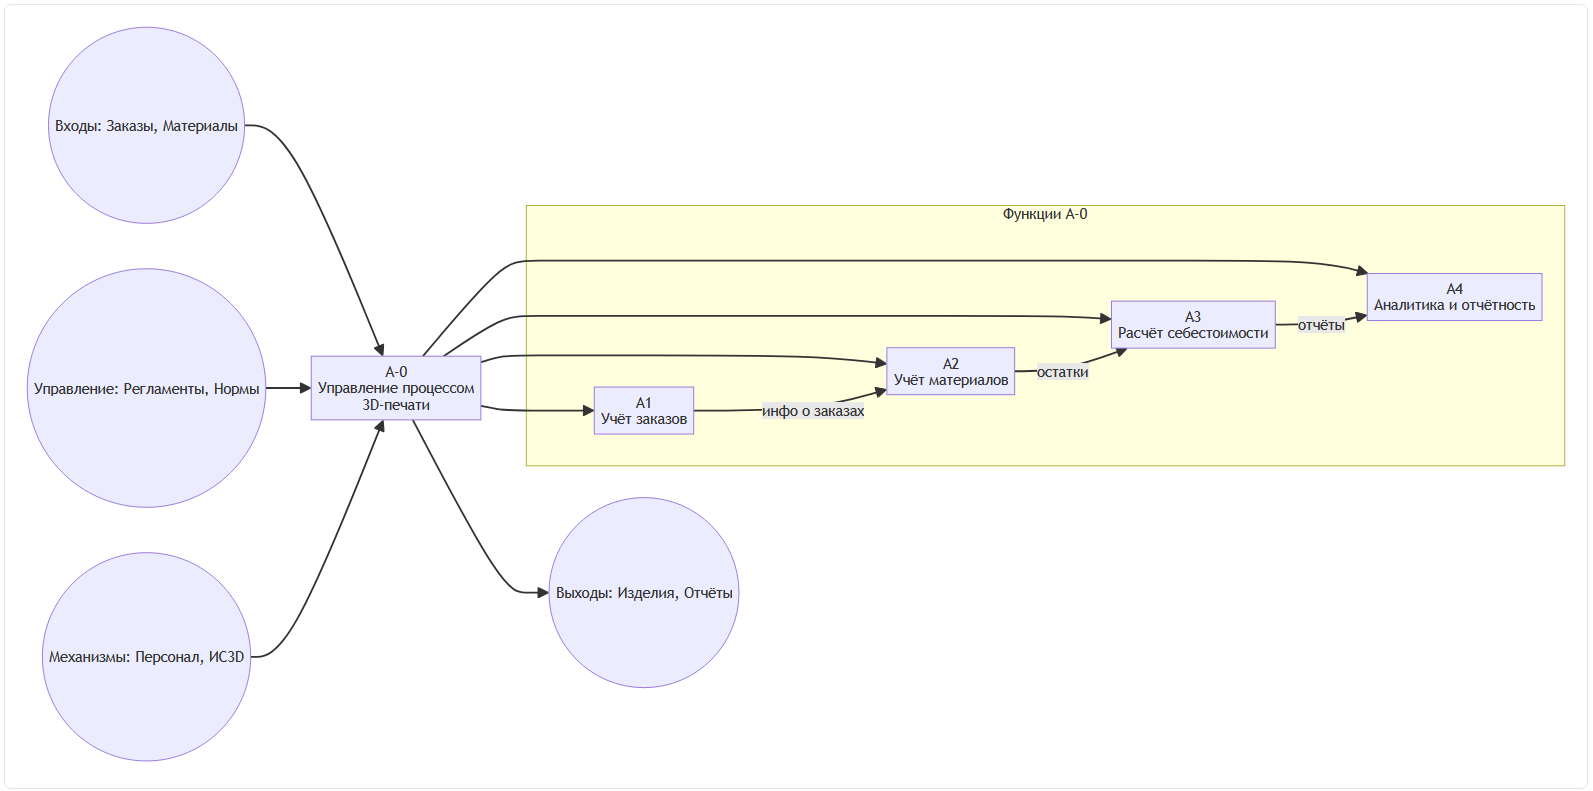 Входы: Заказы, Материалы
Управление: Регламенты, Нормы
Механизмы: Персонал, ИС3D
А-0
Управление процессом
3D-печати
Функции А-0
А1
Учёт заказов
инфо о заказах
А2
Учёт материалов
остатки
А3
Расчёт себестоимости
отчёты
А4
Аналитика и отчётность
Выходы: Изделия, Отчёты